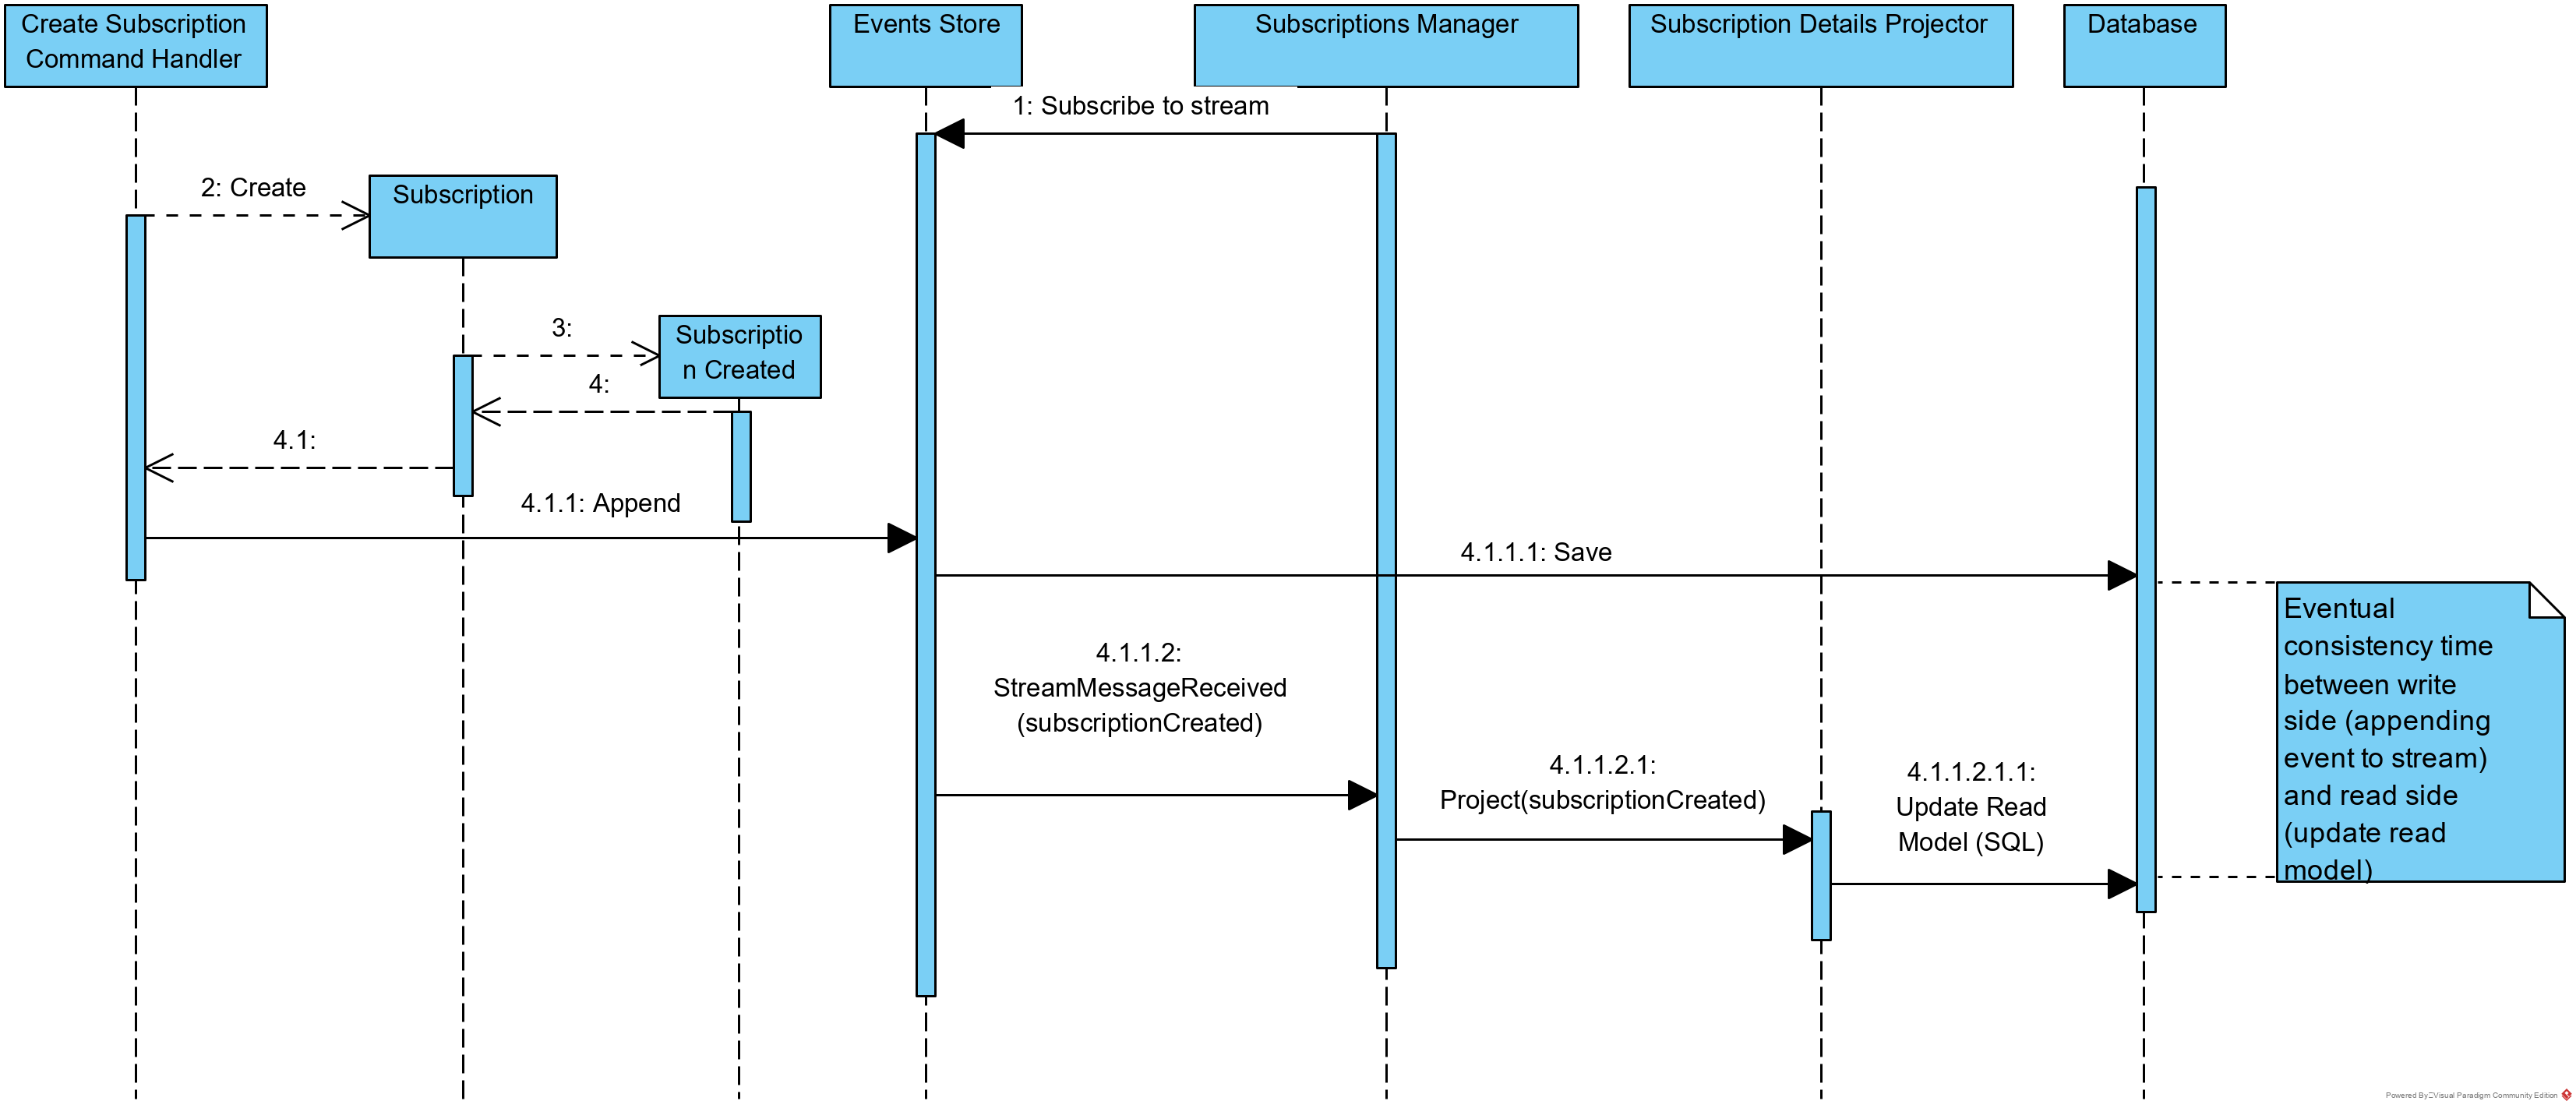 Create Subscription
Command Handler
Events Store
Subscriptions Manager
Subscription Details Projector
Database
1: Subscribe to stream
2: Create
Subscription
3:
Subscriptio
n Created
4:
4.1:
4.1.1: Append
4.1.1.1: Save
4.1.1.2:
StreamMessageReceived
(subscriptionCreated)
4.1.1.2.1:
Project(subscriptionCreated)
4.1.1.2.1.1:
Update Read
Model (SQL)
Eventual
consistency time
between write
side (appending
event to stream)
and read side
(update read
model)
Powered By Visual Paradigm Community Edition